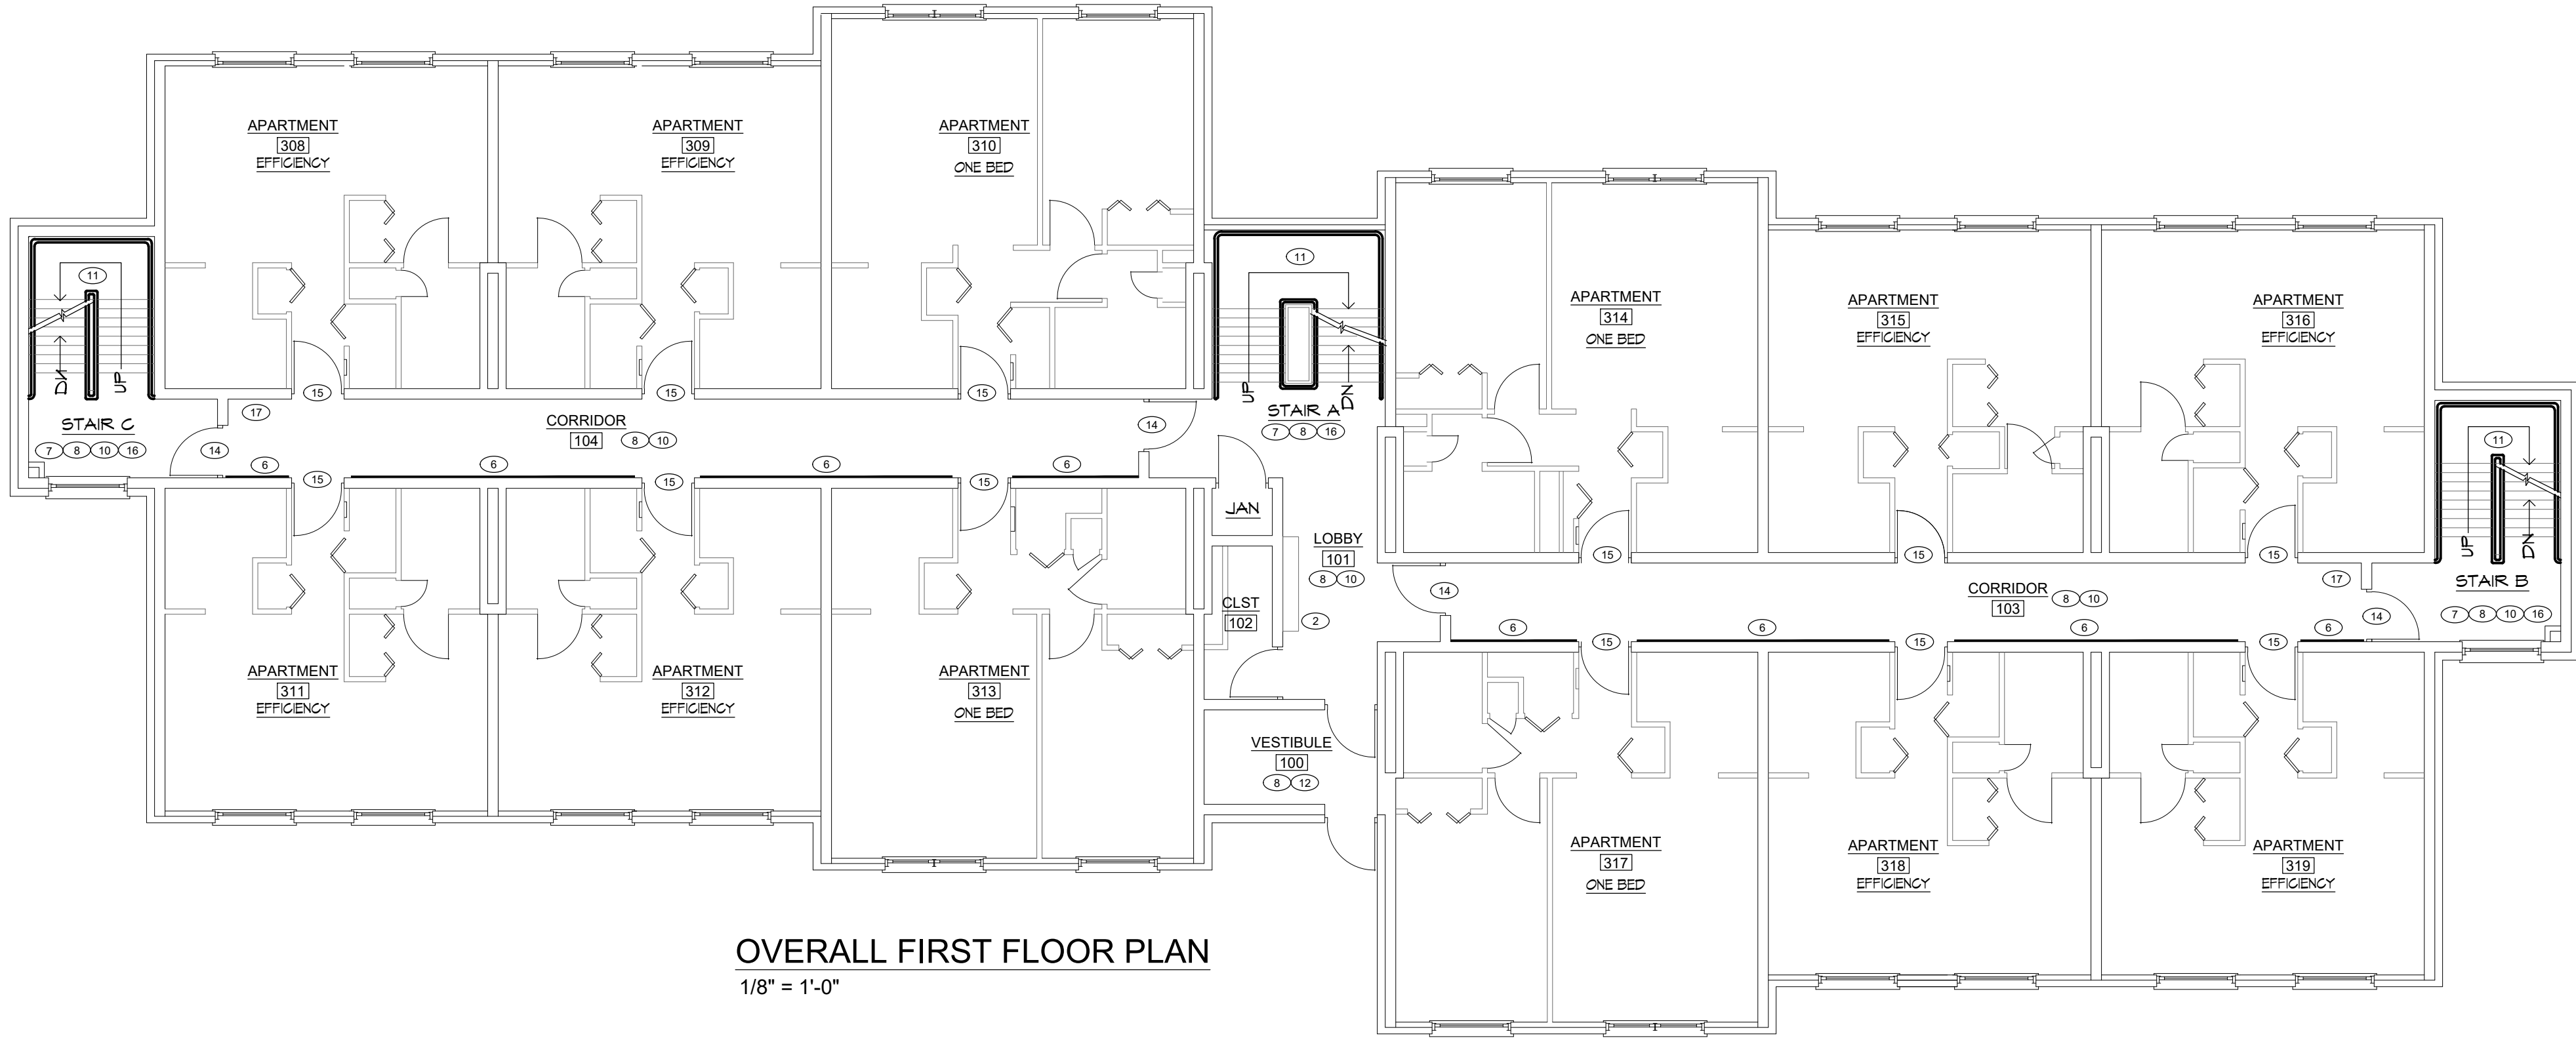 APARTMENT
308
EFFICIENCY
APARTMENT
309
EFFICIENCY
APARTMENT
310
ONE BED
11
DN
UP
STAIR C
7 8 10 16
17
14
15
15
15
CORRIDOR
104
8 10
14
6
6
6
6
15
15
15
11
UP
DN
STAIR A
7 8 16
JAN
LOBBY
101
8 10
CLST
102
2
APARTMENT
311
EFFICIENCY
APARTMENT
312
EFFICIENCY
APARTMENT
313
ONE BED
VESTIBULE
100
8 12
APARTMENT
314
ONE BED
APARTMENT
315
EFFICIENCY
APARTMENT
316
EFFICIENCY
11
UP
DN
STAIR B
7 8 10 16
15
15
15
17
14
14
CORRIDOR
103
8 10
6
6
6
6
15
15
15
APARTMENT
317
ONE BED
APARTMENT
318
EFFICIENCY
APARTMENT
319
EFFICIENCY
OVERALL FIRST FLOOR PLAN
1/8" = 1'-0"